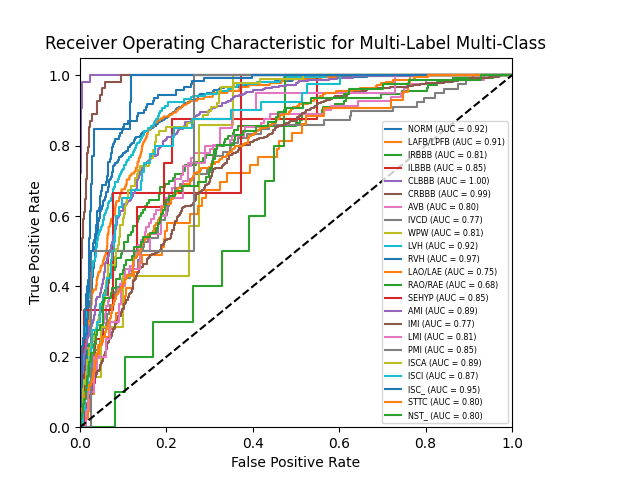 Receiver Operating Characteristic for Multi-Label Multi-Class
True Positive Rate
1.0
0.8
0.6
0.4
0.2
0.0
NORM (AUC = 0.92)
LAFB/LPFB (AUC = 0.91)
IRBBB (AUC = 0.81)
ILBBB (AUC = 0.85)
CLBBB (AUC = 1.00)
CRBBB (AUC = 0.99)
AVB (AUC = 0.80)
IVCD (AUC = 0.77)
WPW (AUC = 0.81)
LVH (AUC = 0.92)
RVH (AUC = 0.97)
LAO/LAE (AUC = 0.75)
RAO/RAE (AUC = 0.68)
SEHYP (AUC = 0.85)
AMI (AUC = 0.89)
IMI (AUC = 0.77)
LMI (AUC = 0.81)
PMI (AUC = 0.85)
ISCA (AUC = 0.89)
ISCI (AUC = 0.87)
ISC_ (AUC = 0.95)
STTC (AUC = 0.80)
NST_ (AUC = 0.80)
0.0 0.2 0.4 0.6 0.8 1.0
False Positive Rate